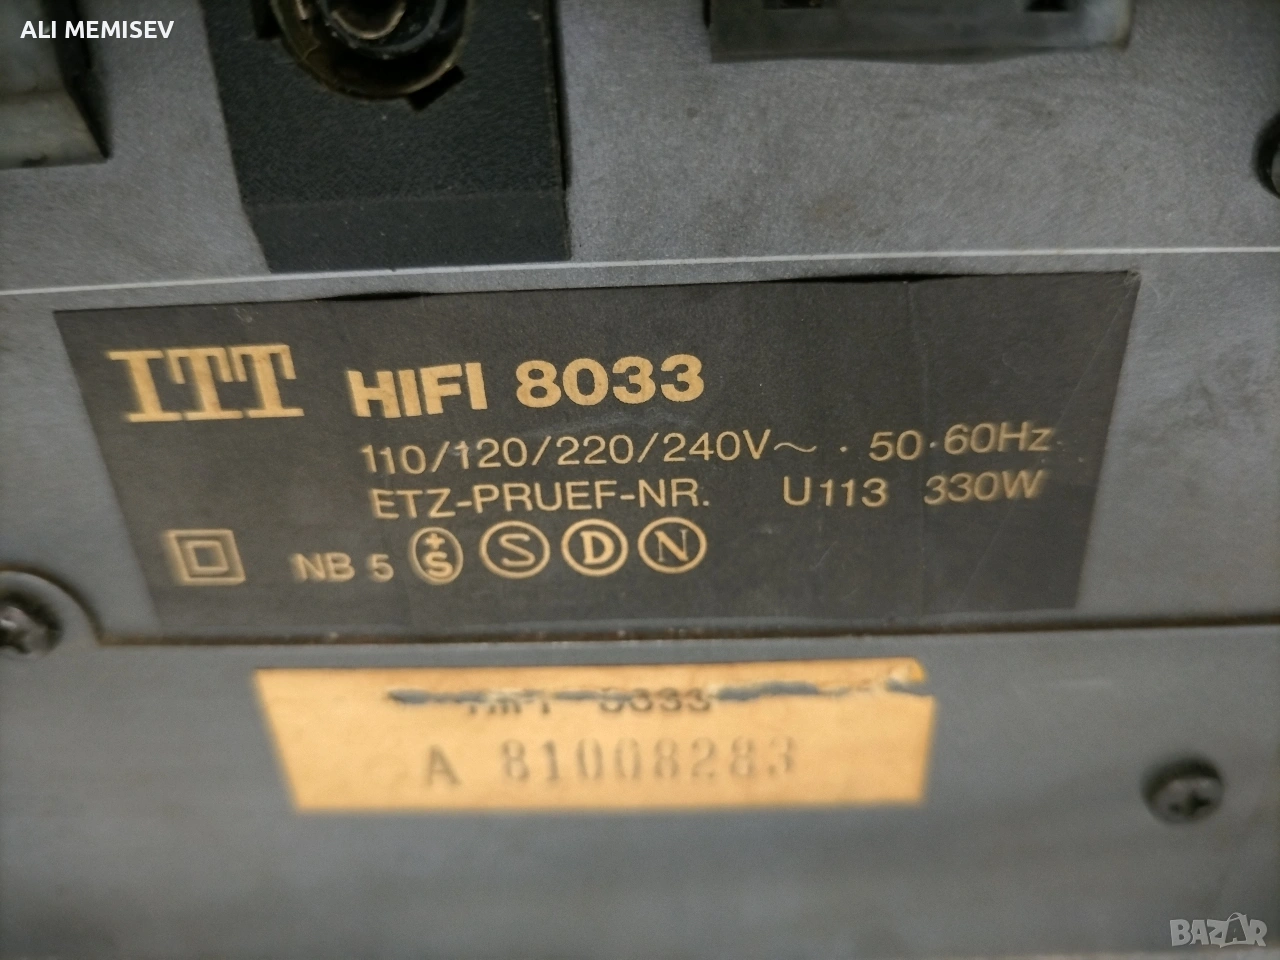 ALI MEMISEV
ITT HIFI 8033
110/120/220/240V~ · 50·60Hz
ETZ-PRUEF-NR. U113 330W
NB 5 +S S D N
8033
A 81008283
BAZAR